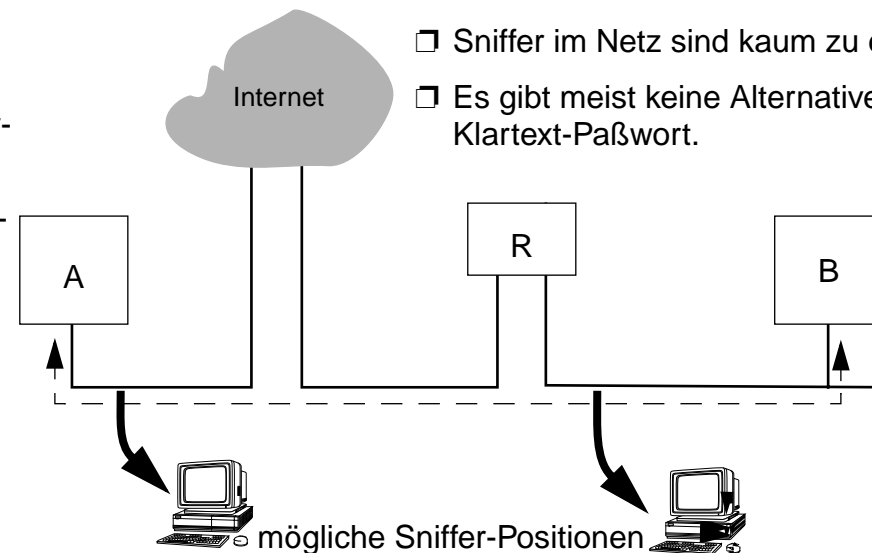 ❐ Sniffer im Netz sind kaum zu
❐ Es gibt meist keine Alternative
Klartext-Paßwort.
Internet
-
-
A
R
B
mögliche Sniffer-Positionen